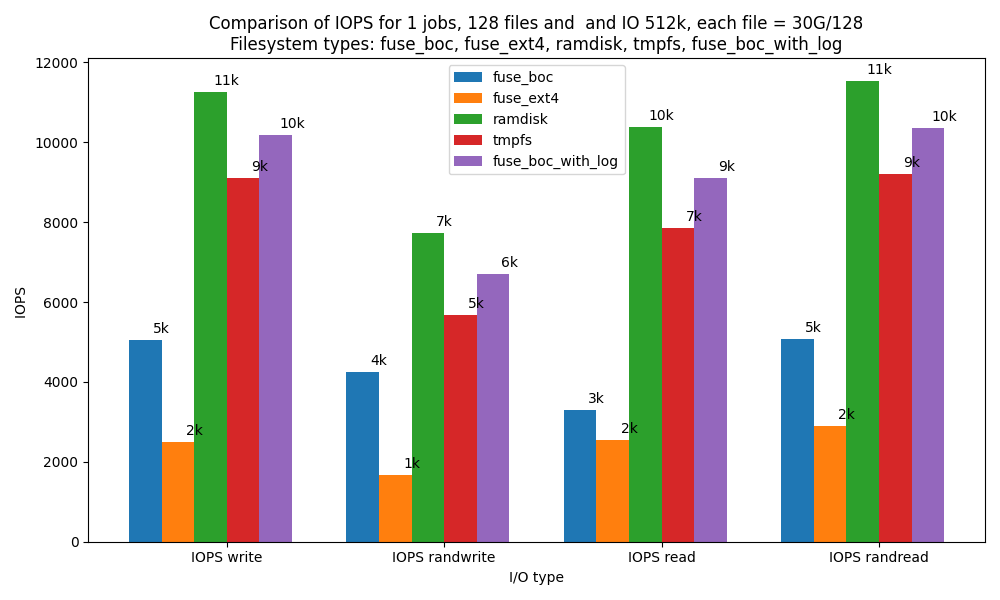 Comparison of IOPS for 1 jobs, 128 files and  and IO 512k, each file = 30G/128
Filesystem types: fuse_boc, fuse_ext4, ramdisk, tmpfs, fuse_boc_with_log
12000
10000
8000
6000
4000
2000
0
IOPS
fuse_boc
fuse_ext4
ramdisk
tmpfs
fuse_boc_with_log
5k
2k
11k
9k
10k
4k
1k
7k
5k
6k
3k
2k
10k
7k
9k
5k
2k
11k
9k
10k
IOPS write
IOPS randwrite
IOPS read
IOPS randread
I/O type